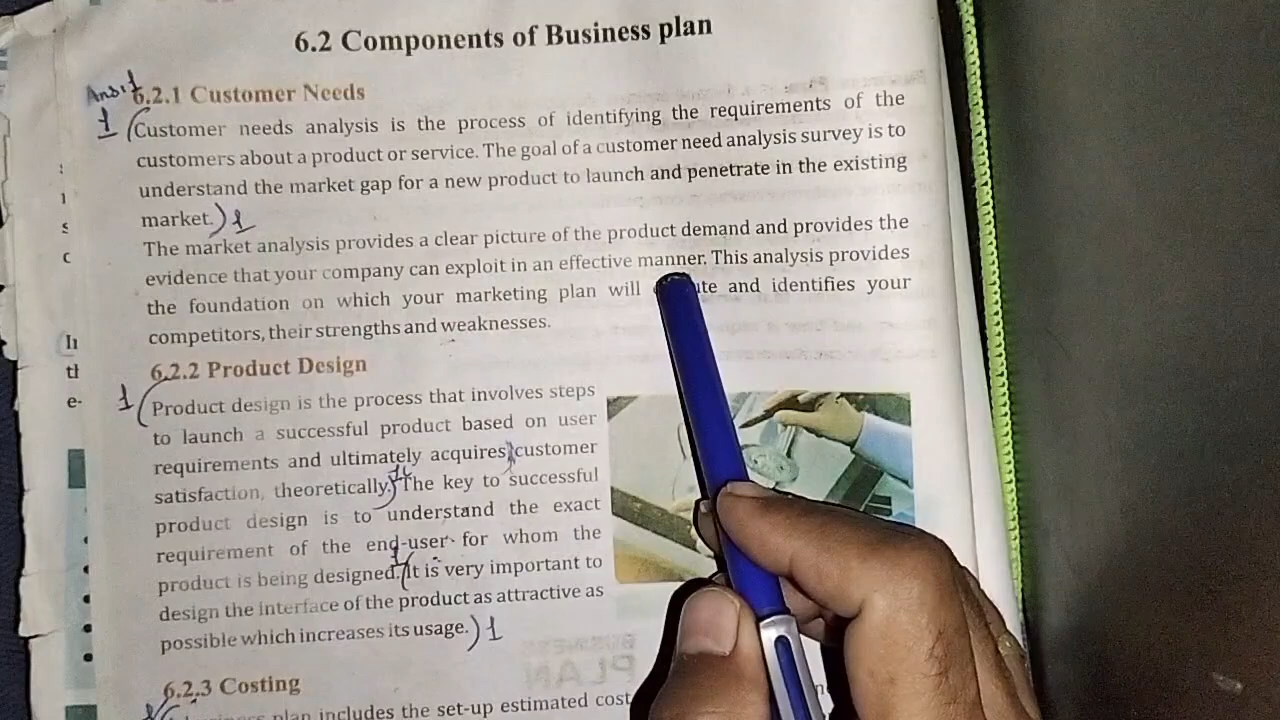 6.2 Components of Business plan
Ans:1
6.2.1 Customer Needs
1 (Customer needs analysis is the process of identifying the requirements of the
customers about a product or service. The goal of a customer need analysis survey is to
understand the market gap for a new product to launch and penetrate in the existing
market.) 1
The market analysis provides a clear picture of the product demand and provides the
evidence that your company can exploit in an effective manner. This analysis provides
the foundation on which your marketing plan will and identifies your
competitors, their strengths and weaknesses.
6.2.2 Product Design
1 (Product design is the process that involves steps
to launch a successful product based on user
requirements and ultimately acquires customer
satisfaction, theoretically.) The key to successful
product design is to understand the exact
requirement of the end-user for whom the
product is being designed. (It is very important to
design the interface of the product as attractive as
possible which increases its usage.) 1
6.2.3 Costing
plan includes the set-up estimated cost